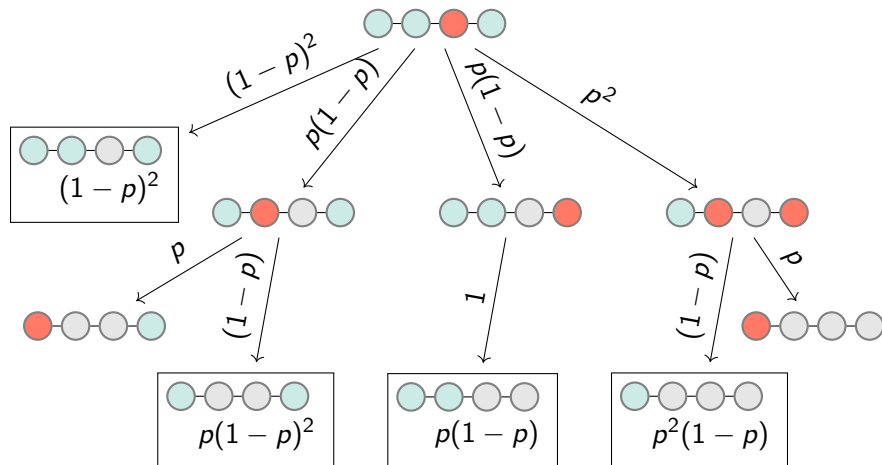 (1 − p)²
p(1 − p)
p(1 − p)
p²
(1 − p)²
p
(1 − p)
1
(1 − p)
p
p(1 − p)²
p(1 − p)
p²(1 − p)